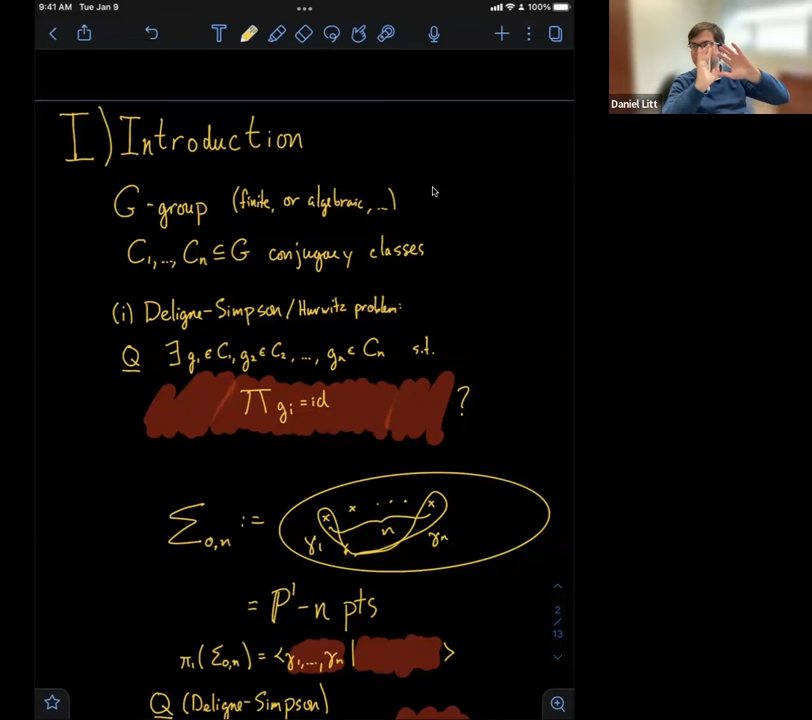 9:41 AM Tue Jan 9
100%
Daniel Litt
I) Introduction
G - group (finite, or algebraic, ...)
C₁, ..., Cₙ ⊆ G conjugacy classes
(i) Deligne-Simpson/Hurwitz problem:
Q ∃ g₁ ∈ C₁, g₂ ∈ C₂, ..., gₙ ∈ Cₙ s.t.
∏ gᵢ = id ?
Σ₀,ₙ :=
x x ... x
γ₁ n γₙ
= ℙ¹ - n pts
π₁(Σ₀,ₙ) = <γ₁, ..., γₙ | >
Q (Deligne-Simpson)
2
/
13